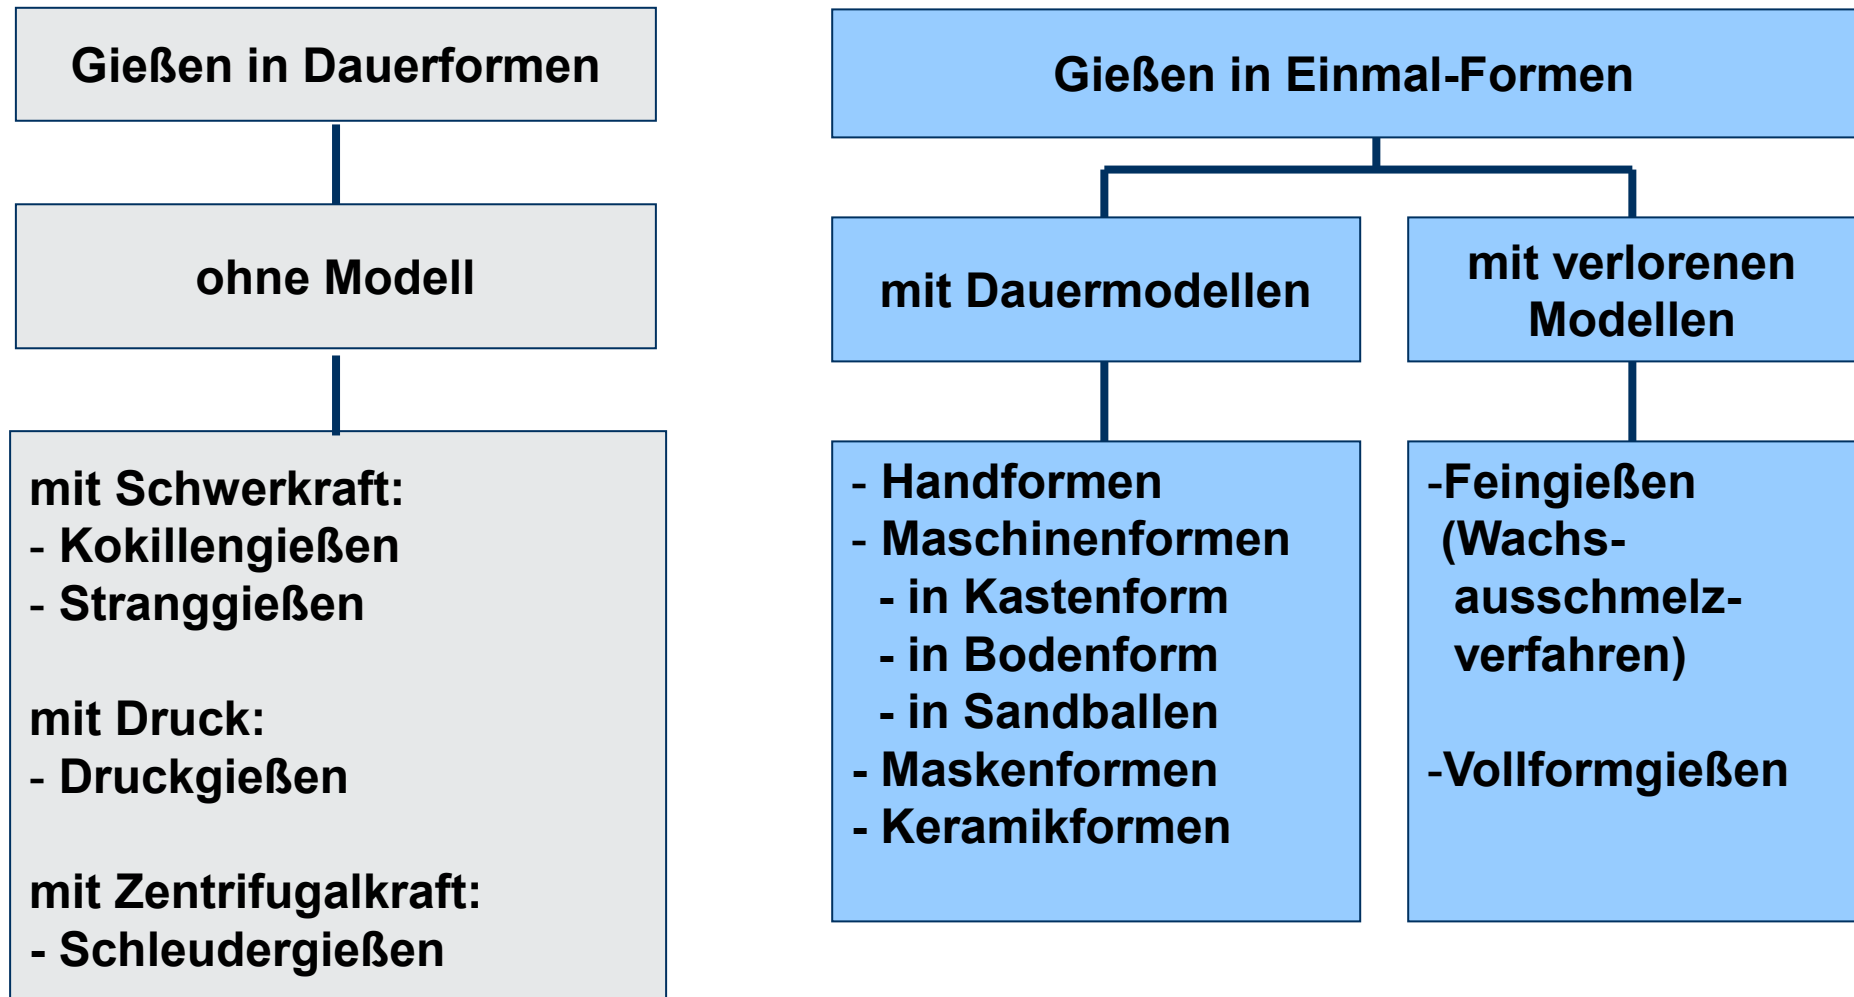 Gießen in Dauerformen
ohne Modell
mit Schwerkraft:
- Kokillengießen
- Stranggießen
mit Druck:
- Druckgießen
mit Zentrifugalkraft:
- Schleudergießen
Gießen in Einmal-Formen
mit Dauermodellen
- Handformen
- Maschinenformen
- in Kastenform
- in Bodenform
- in Sandballen
- Maskenformen
- Keramikformen
mit verlorenen
Modellen
-Feingießen
(Wachs-
ausschmelz-
verfahren)
-Vollformgießen